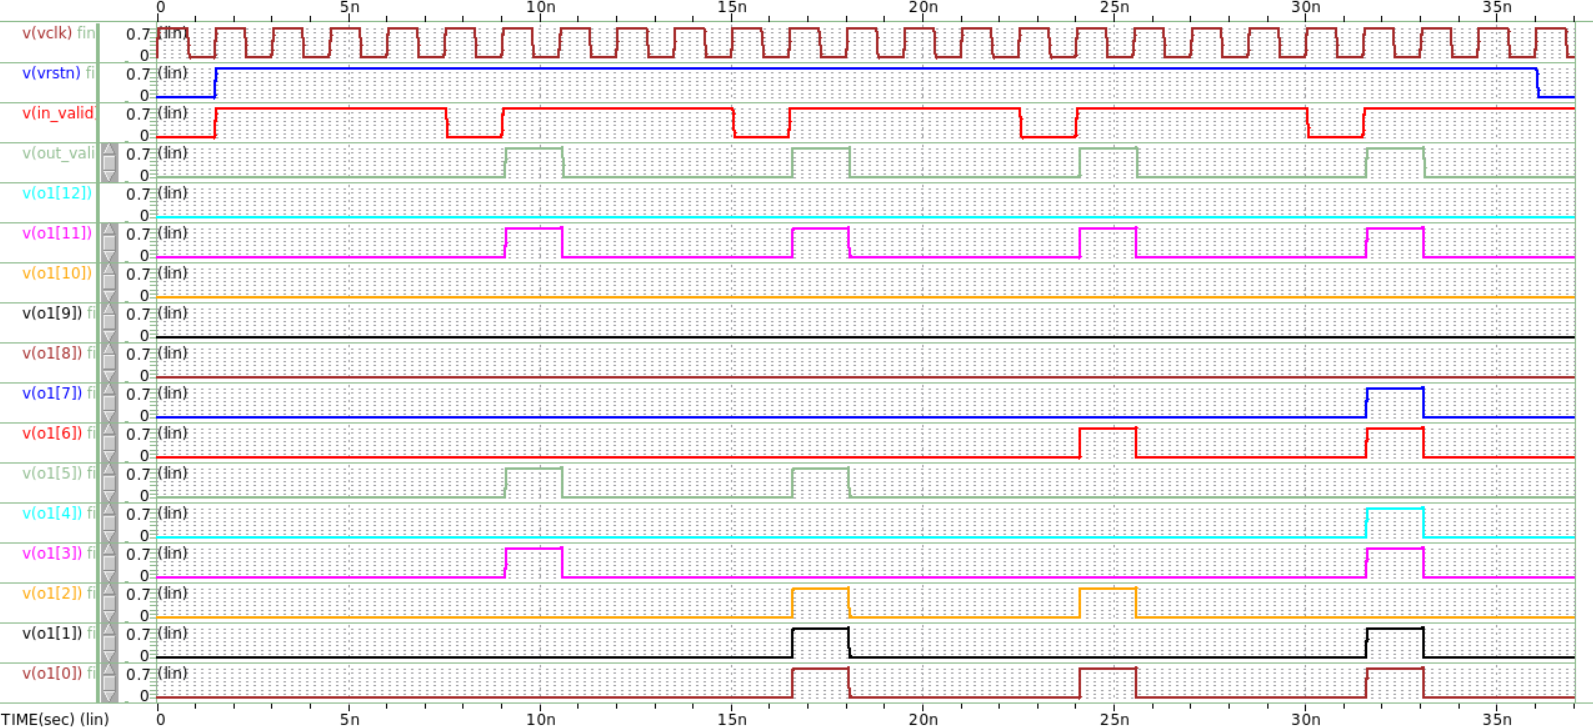 0 5n 10n 15n 20n 25n 30n 35n
v(vclk) fin 0.7 (lin)
0
v(vrstn) fi 0.7 (lin)
0
v(in_valid) 0.7 (lin)
0
v(out_vali 0.7 (lin)
0
v(o1[12]) 0.7 (lin)
0
v(o1[11]) 0.7 (lin)
0
v(o1[10]) 0.7 (lin)
0
v(o1[9]) fi 0.7 (lin)
0
v(o1[8]) fi 0.7 (lin)
0
v(o1[7]) fi 0.7 (lin)
0
v(o1[6]) fi 0.7 (lin)
0
v(o1[5]) fi 0.7 (lin)
0
v(o1[4]) fi 0.7 (lin)
0
v(o1[3]) fi 0.7 (lin)
0
v(o1[2]) fi 0.7 (lin)
0
v(o1[1]) fi 0.7 (lin)
0
v(o1[0]) fi 0.7 (lin)
0
TIME(sec) (lin) 0 5n 10n 15n 20n 25n 30n 35n